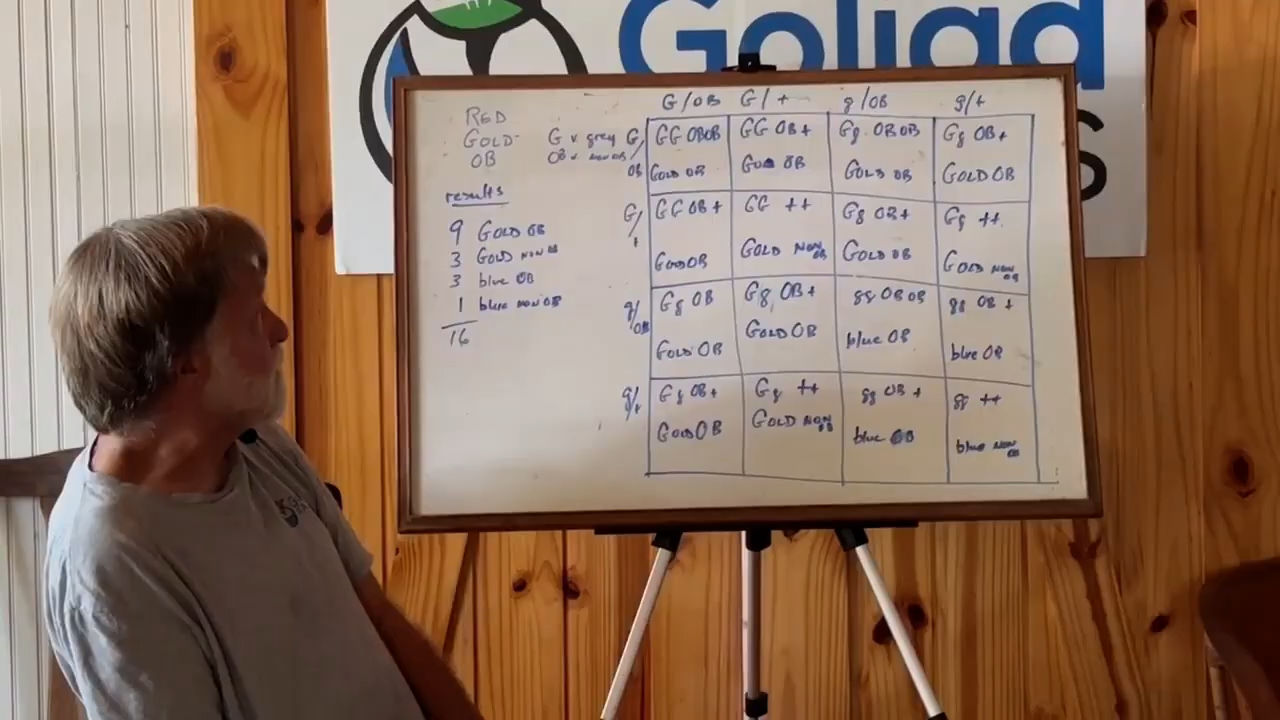 Goliad
s
G/OB G/+ g/OB g/+
RED
GOLD G x grey
OB OB x NON OB
results
9 GOLD OB
3 GOLD NON OB
3 blue OB
1 blue NON OB
16
G/OB GG OBOB GG OB+ Gg OBOB Gg OB+
GOLD OB GOLD OB GOLD OB GOLD OB
G/+ GG OB+ GG ++ Gg OB+ Gg ++
GOLD OB GOLD NON OB GOLD OB GOLD NON OB
g/OB Gg OB Gg OB+ gg OBOB gg OB+
GOLD OB GOLD OB blue OB blue OB
g/+ Gg OB+ Gg ++ gg OB+ gg ++
GOLD OB GOLD NON OB blue OB blue NON OB